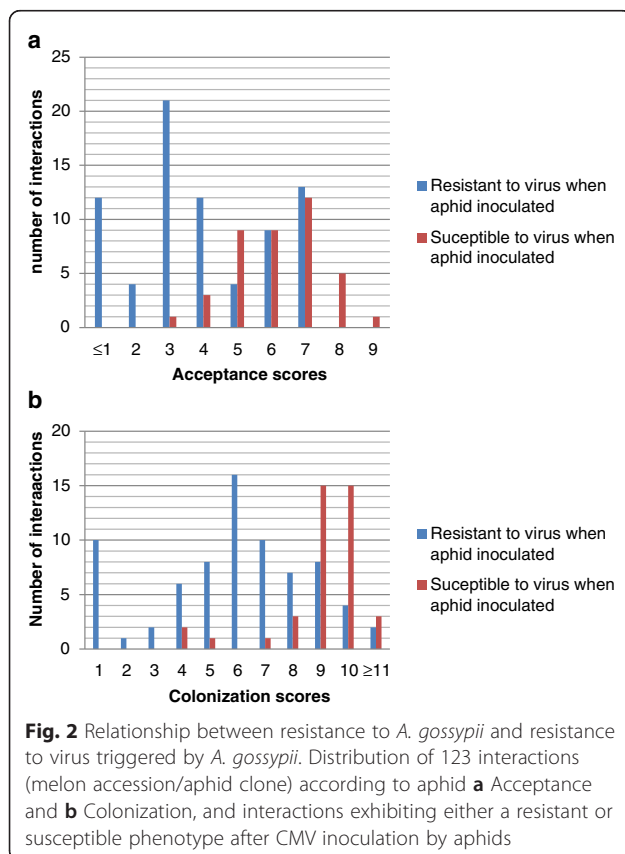 a
25
20
15
10
5
0
number of interactions
≤1 2 3 4 5 6 7 8 9
Acceptance scores
Resistant to virus when
aphid inoculated
Suceptible to virus when
aphid inoculated
b
20
15
10
5
0
Number of interaactions
1 2 3 4 5 6 7 8 9 10 ≥11
Colonization scores
Resistant to virus when
aphid inoculated
Suceptible to virus when
aphid inoculated
Fig. 2 Relationship between resistance to A. gossypii and resistance
to virus triggered by A. gossypii. Distribution of 123 interactions
(melon accession/aphid clone) according to aphid a Acceptance
and b Colonization, and interactions exhibiting either a resistant or
susceptible phenotype after CMV inoculation by aphids